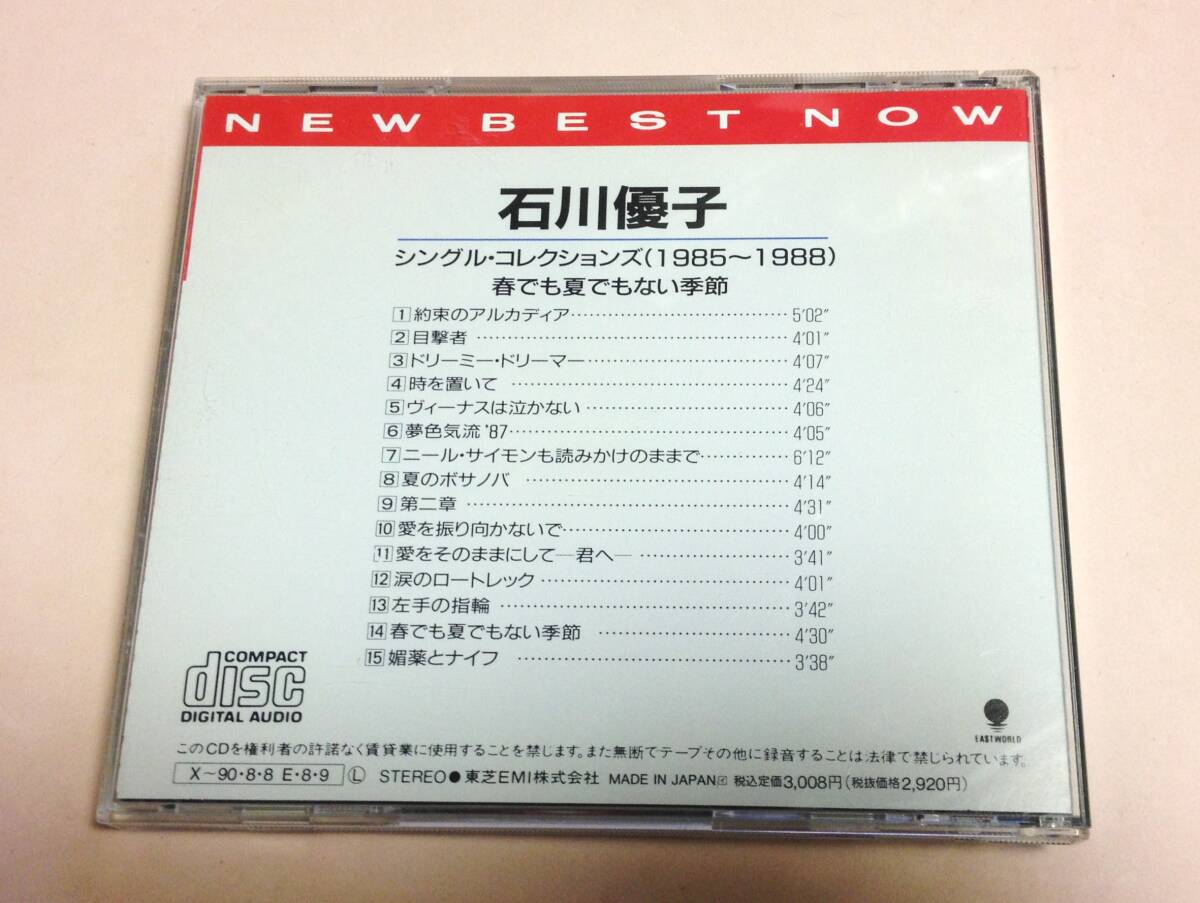 NEW BEST NOW
石川優子
シングル・コレクションズ(1985〜1988)
春でも夏でもない季節
1 約束のアルカディア……………………………5′02″
2 目撃者……………………………4′01″
3 ドリーミー・ドリーマー……………………………4′07″
4 時を置いて……………………………4′24″
5 ヴィーナスは泣かない……………………………4′06″
6 夢色気流 '87……………………………4′05″
7 ニール・サイモンも読みかけのままで……………………………6′12″
8 夏のボサノバ……………………………4′14″
9 第二章……………………………4′31″
10 愛を振り向かないで……………………………4′00″
11 愛をそのままにして—君へ—……………………………3′41″
12 涙のロートレック……………………………4′01″
13 左手の指輪……………………………3′42″
14 春でも夏でもない季節……………………………4′30″
15 媚薬とナイフ……………………………3′38″
COMPACT
disc
DIGITAL AUDIO
EASTWORLD
このCDを権利者の許諾なく賃貸業に使用することを禁じます。また無断でテープその他に録音することは法律で禁じられています。
X〜90・8・8 E・8・9 Ⓛ STEREO●東芝EMI株式会社 MADE IN JAPAN 税込定価3,008円(税抜価格2,920円)